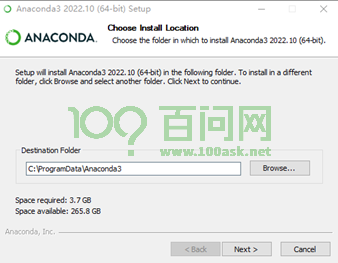 Anaconda3 2022.10 (64-bit) Setup
Choose Install Location
ANACONDA.
Choose the folder in which to install Anaconda3 2022.10 (64-bit).
Setup will install Anaconda3 2022.10 (64-bit) in the following folder. To install in a different
folder, click Browse and select another folder. Click Next to continue.
100 百问网
www.100ask.net
Destination Folder
C:\ProgramData\Anaconda3
Browse...
Space required: 3.7 GB
Space available: 265.8 GB
Anaconda, Inc.
< Back
Next >
Cancel